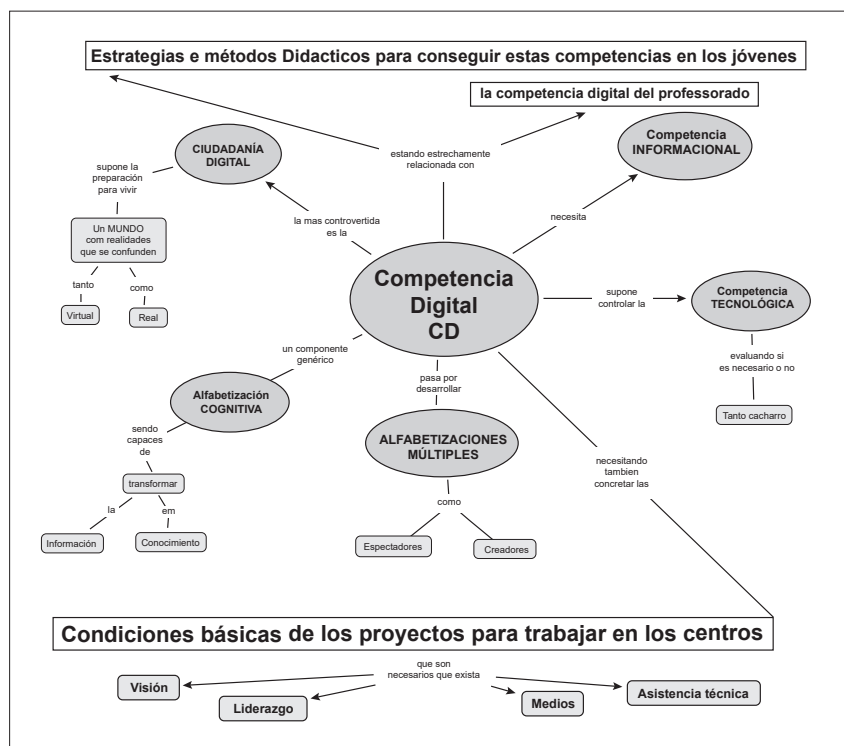 Estrategias e métodos Didacticos para conseguir estas competencias en los jóvenes
la competencia digital del professorado
estando estrechamente
relacionada con
Competencia
INFORMACIONAL
CIUDADANÍA
DIGITAL
supone la
preparación
para vivir
la mas controvertida
es la
necesita
Un MUNDO
com realidades
que se confunden
tanto
como
Virtual
Real
Competencia
Digital
CD
supone
controlar la
Competencia
TECNOLÓGICA
evaluando si
es necesario o no
Tanto cacharro
un componente
genérico
Alfabetización
COGNITIVA
sendo
capaces
de
transformar
la
em
Información
Conocimiento
pasa por
desarrollar
ALFABETIZACIONES
MÚLTIPLES
como
Espectadores
Creadores
necesitando
tambien
concretar las
Condiciones básicas de los proyectos para trabajar en los centros
que son
necesarios que exista
Visión
Liderazgo
Medios
Asistencia técnica